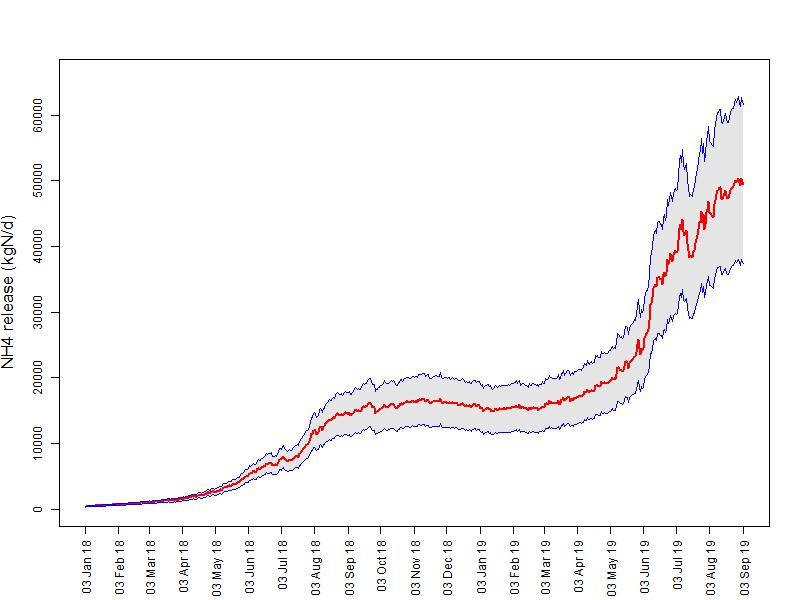 NH4 release (kgN/d)
60000
50000
40000
30000
20000
10000
0
03 Jan 18
03 Feb 18
03 Mar 18
03 Apr 18
03 May 18
03 Jun 18
03 Jul 18
03 Aug 18
03 Sep 18
03 Oct 18
03 Nov 18
03 Dec 18
03 Jan 19
03 Feb 19
03 Mar 19
03 Apr 19
03 May 19
03 Jun 19
03 Jul 19
03 Aug 19
03 Sep 19